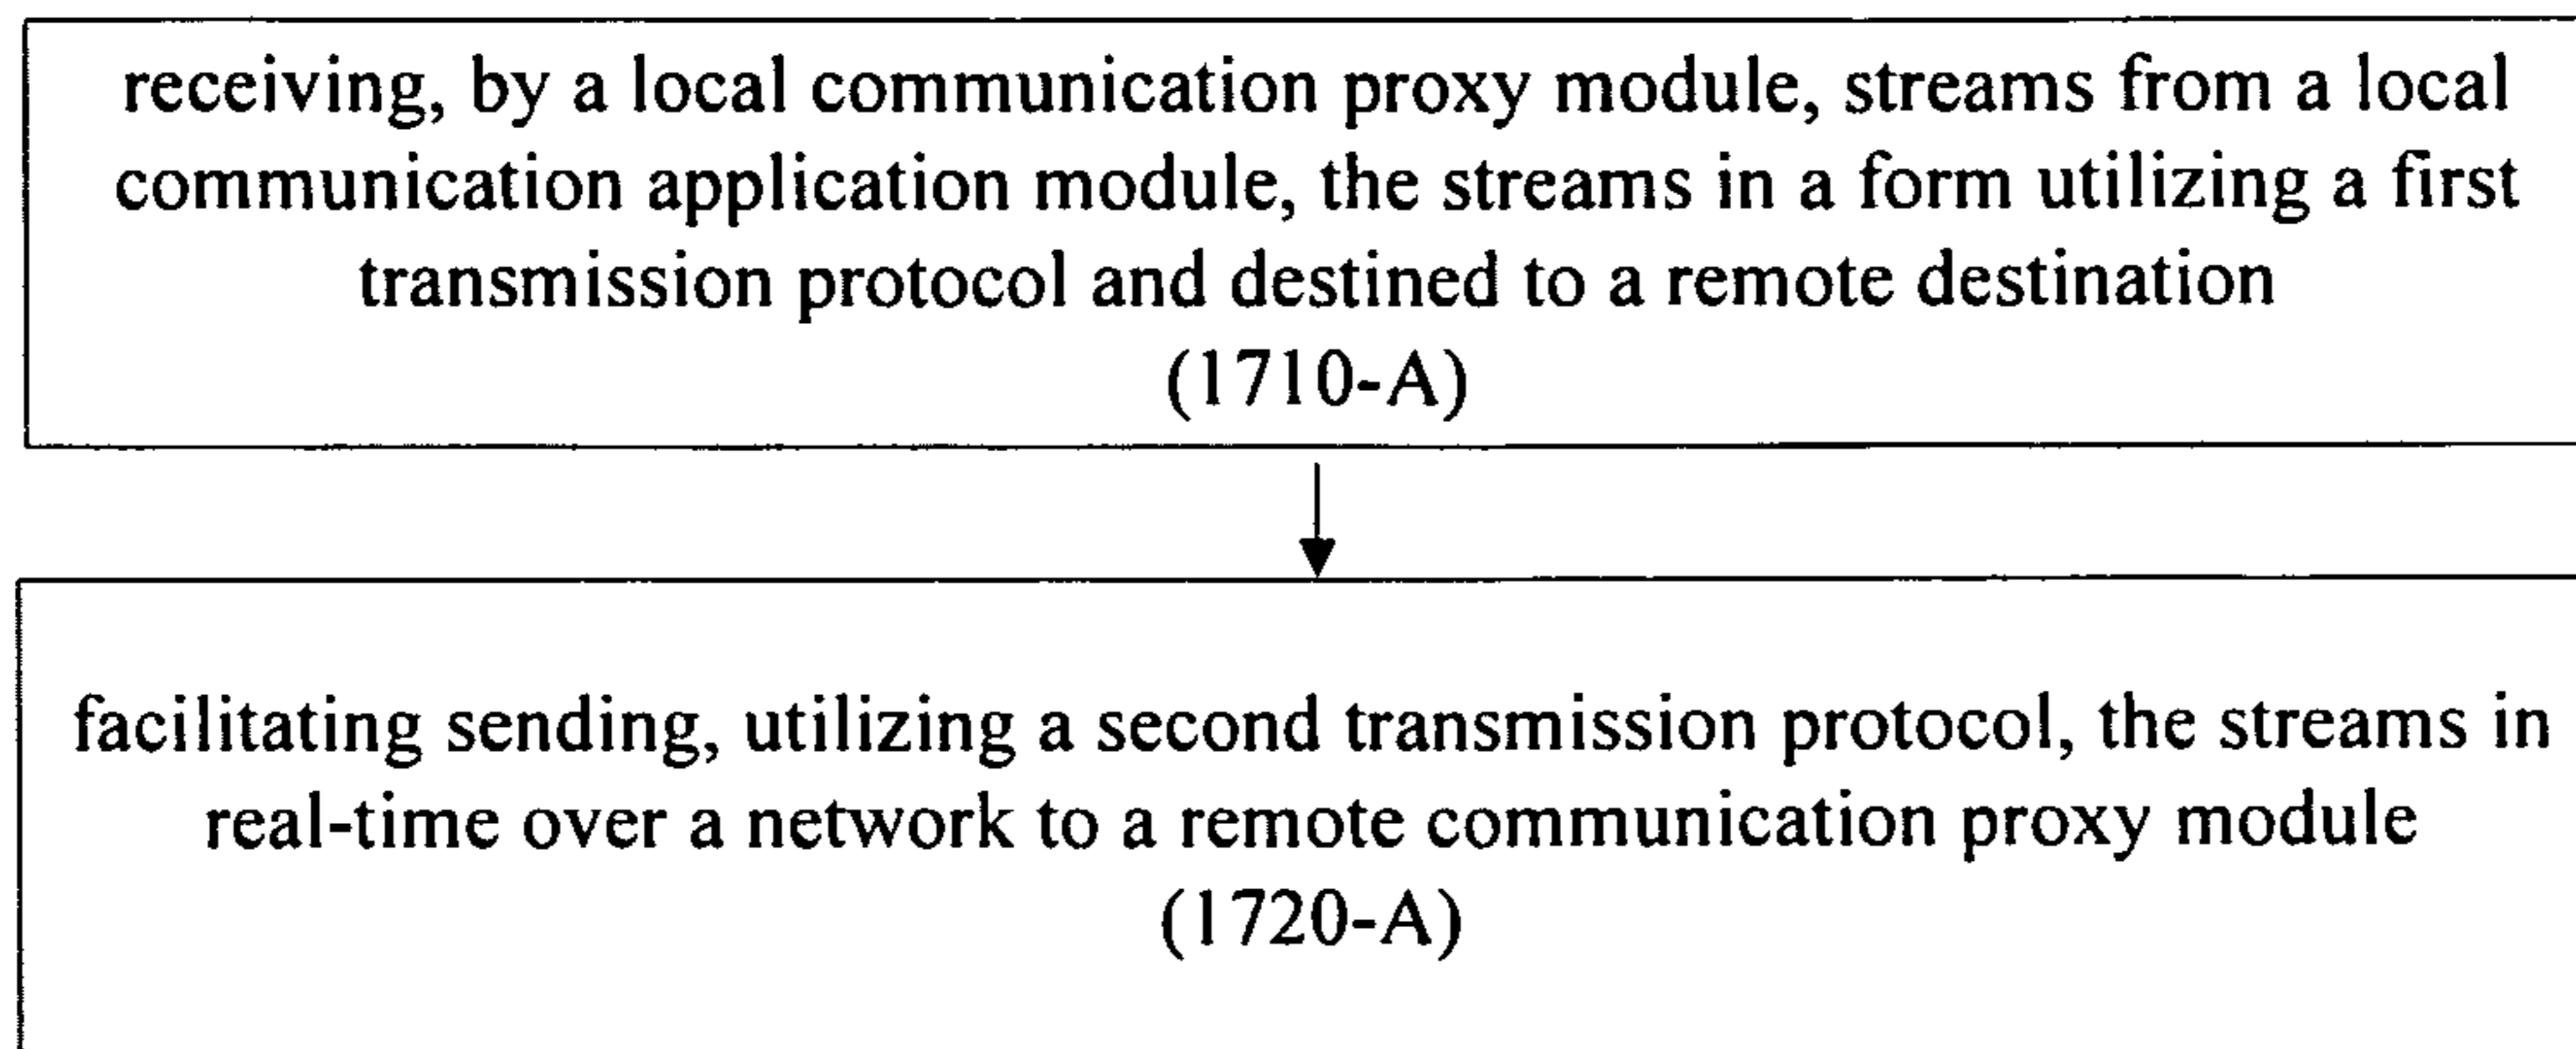 receiving, by a local communication proxy module, streams from a local
communication application module, the streams in a form utilizing a first
transmission protocol and destined to a remote destination
(1710-A)
facilitating sending, utilizing a second transmission protocol, the streams in
real-time over a network to a remote communication proxy module
(1720-A)